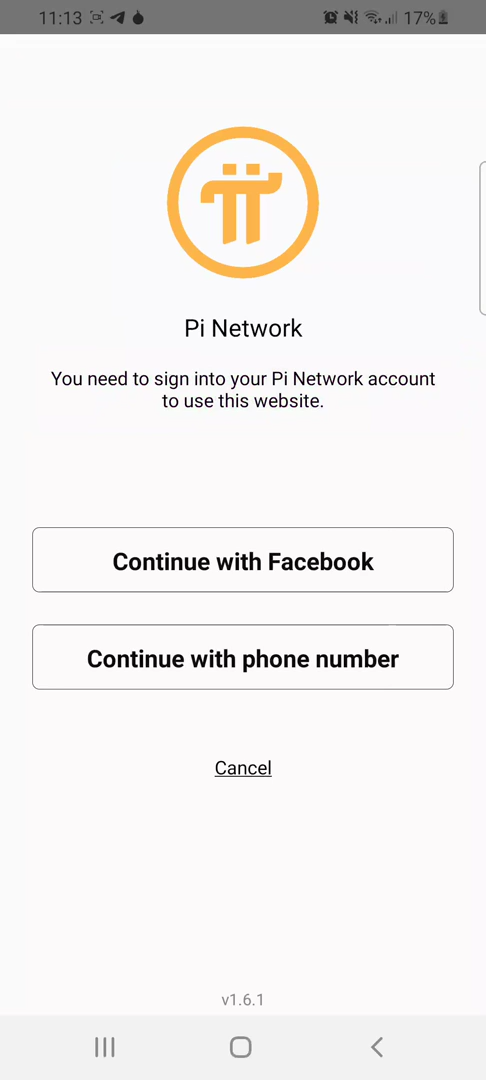 11:13
17%
Pi Network
You need to sign into your Pi Network account
to use this website.
Continue with Facebook
Continue with phone number
Cancel
v1.6.1